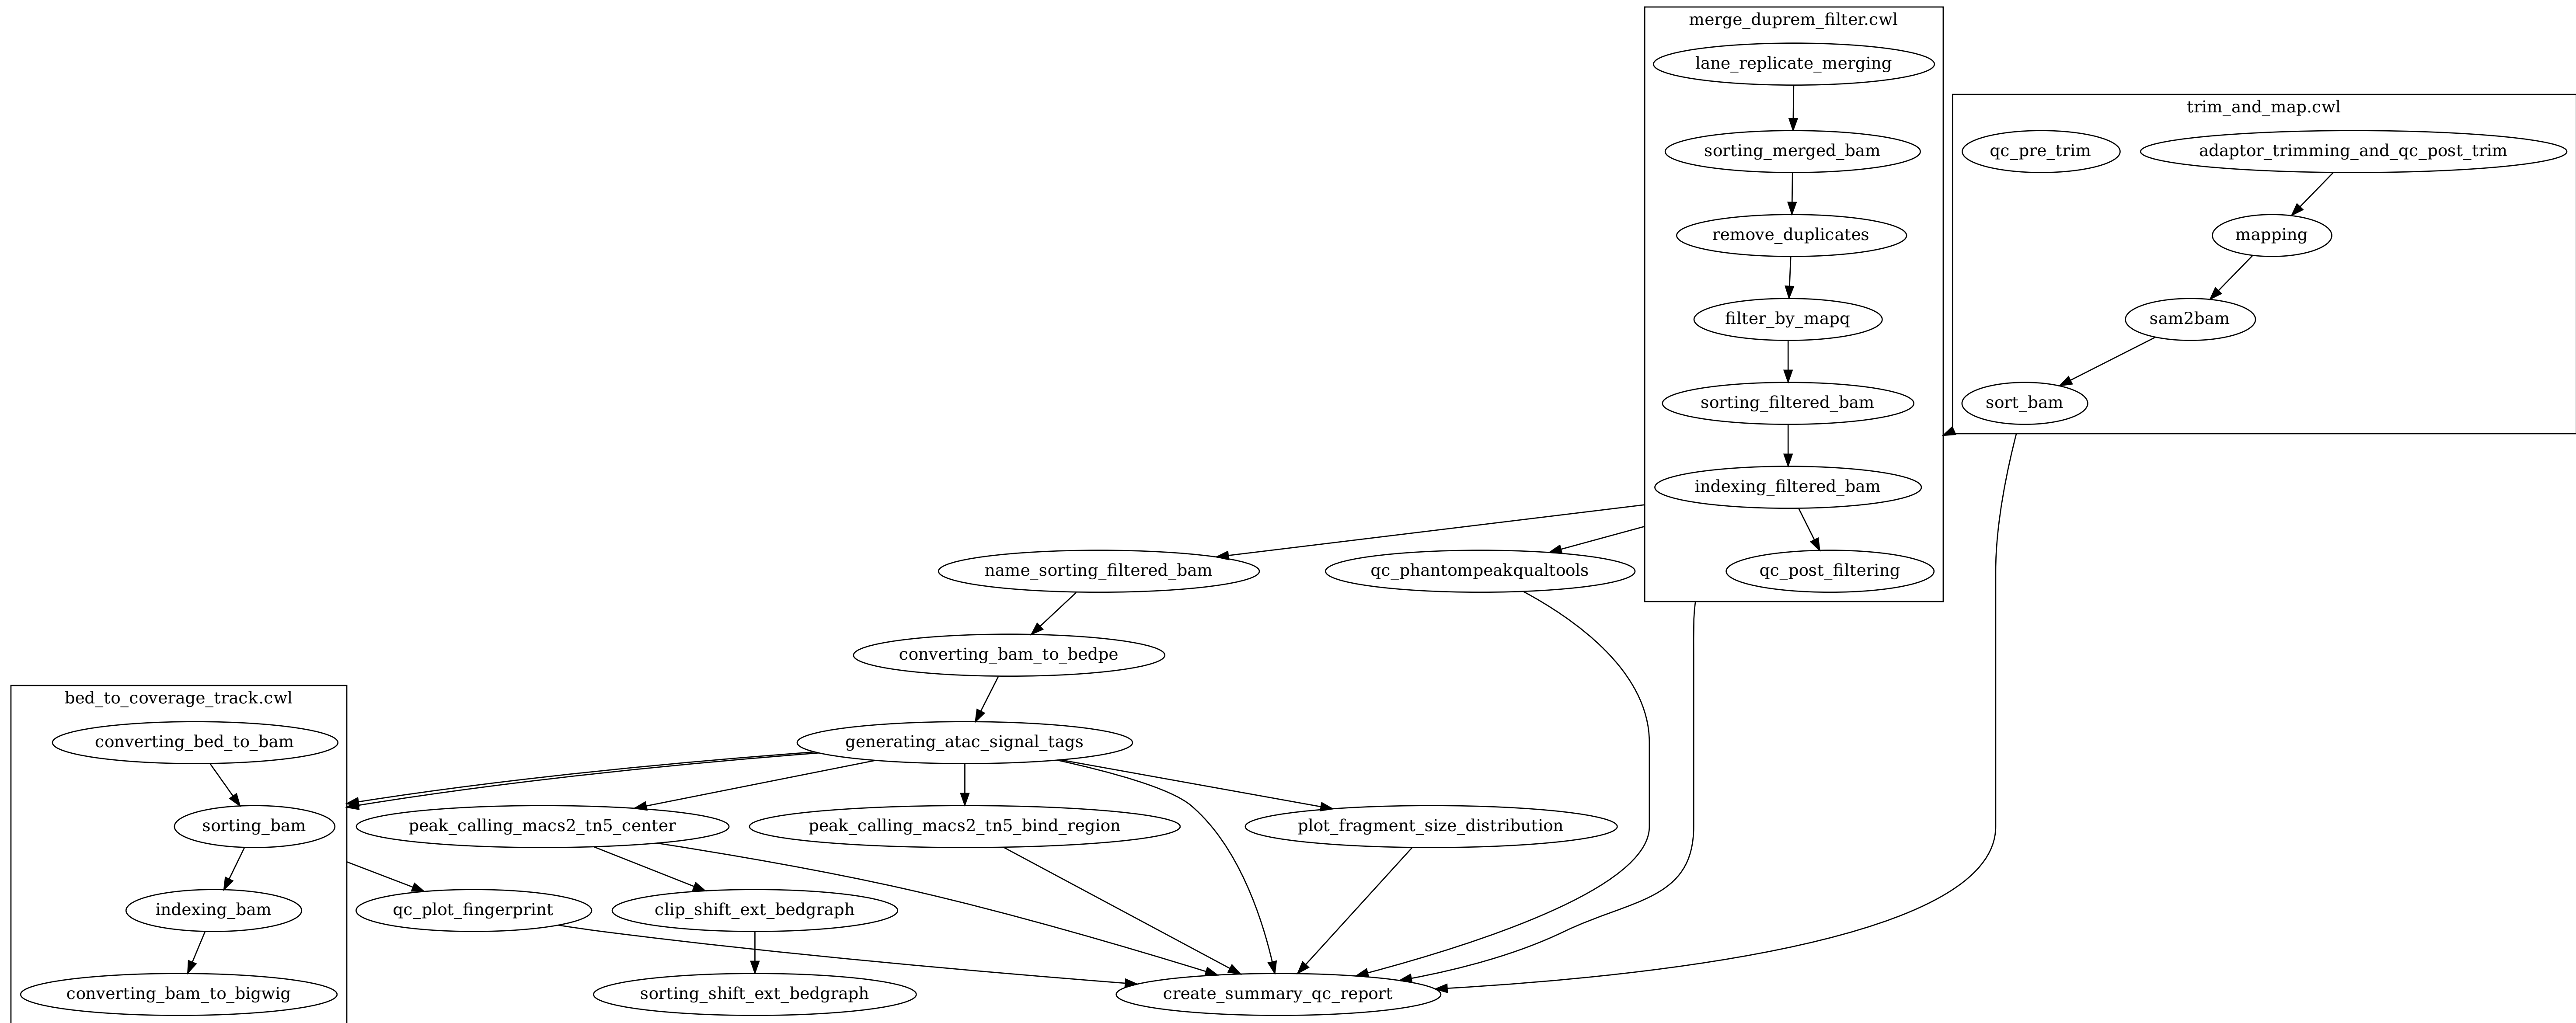 merge_duprem_filter.cwl
lane_replicate_merging
sorting_merged_bam
remove_duplicates
filter_by_mapq
sorting_filtered_bam
indexing_filtered_bam
qc_post_filtering
trim_and_map.cwl
qc_pre_trim
adaptor_trimming_and_qc_post_trim
mapping
sam2bam
sort_bam
name_sorting_filtered_bam
qc_phantompeakqualtools
converting_bam_to_bedpe
generating_atac_signal_tags
bed_to_coverage_track.cwl
converting_bed_to_bam
sorting_bam
indexing_bam
converting_bam_to_bigwig
peak_calling_macs2_tn5_center
peak_calling_macs2_tn5_bind_region
plot_fragment_size_distribution
qc_plot_fingerprint
clip_shift_ext_bedgraph
sorting_shift_ext_bedgraph
create_summary_qc_report